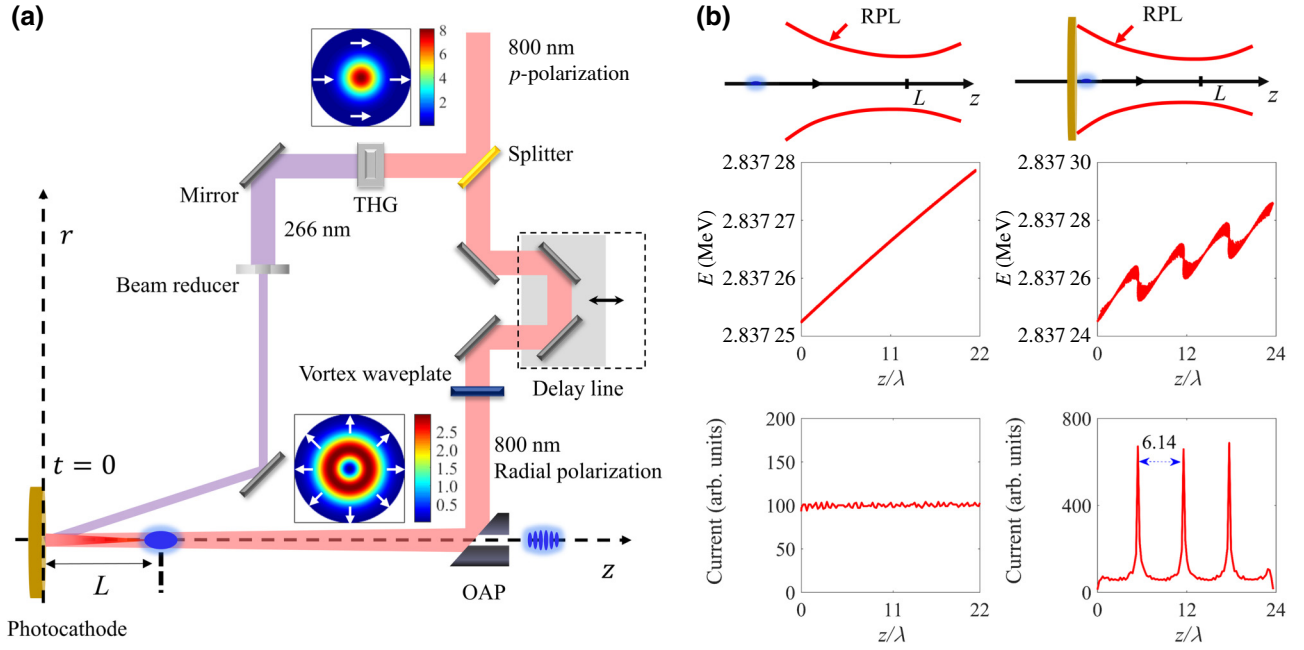 (a)
8
6
4
2
800 nm
p-polarization
Splitter
Mirror
THG
266 nm
r
Beam reducer
Vortex waveplate
Delay line
2.5
2.0
1.5
1.0
0.5
800 nm
Radial polarization
t = 0
L
z
OAP
Photocathode
(b)
RPL
L
z
RPL
L
z
2.837 28
2.837 27
2.837 26
2.837 25
E (MeV)
0
11
22
z/λ
2.837 30
2.837 28
2.837 26
2.837 24
E (MeV)
0
12
24
z/λ
200
150
100
50
0
Current (arb. units)
0
11
22
z/λ
800
400
0
Current (arb. units)
6.14
0
12
24
z/λ